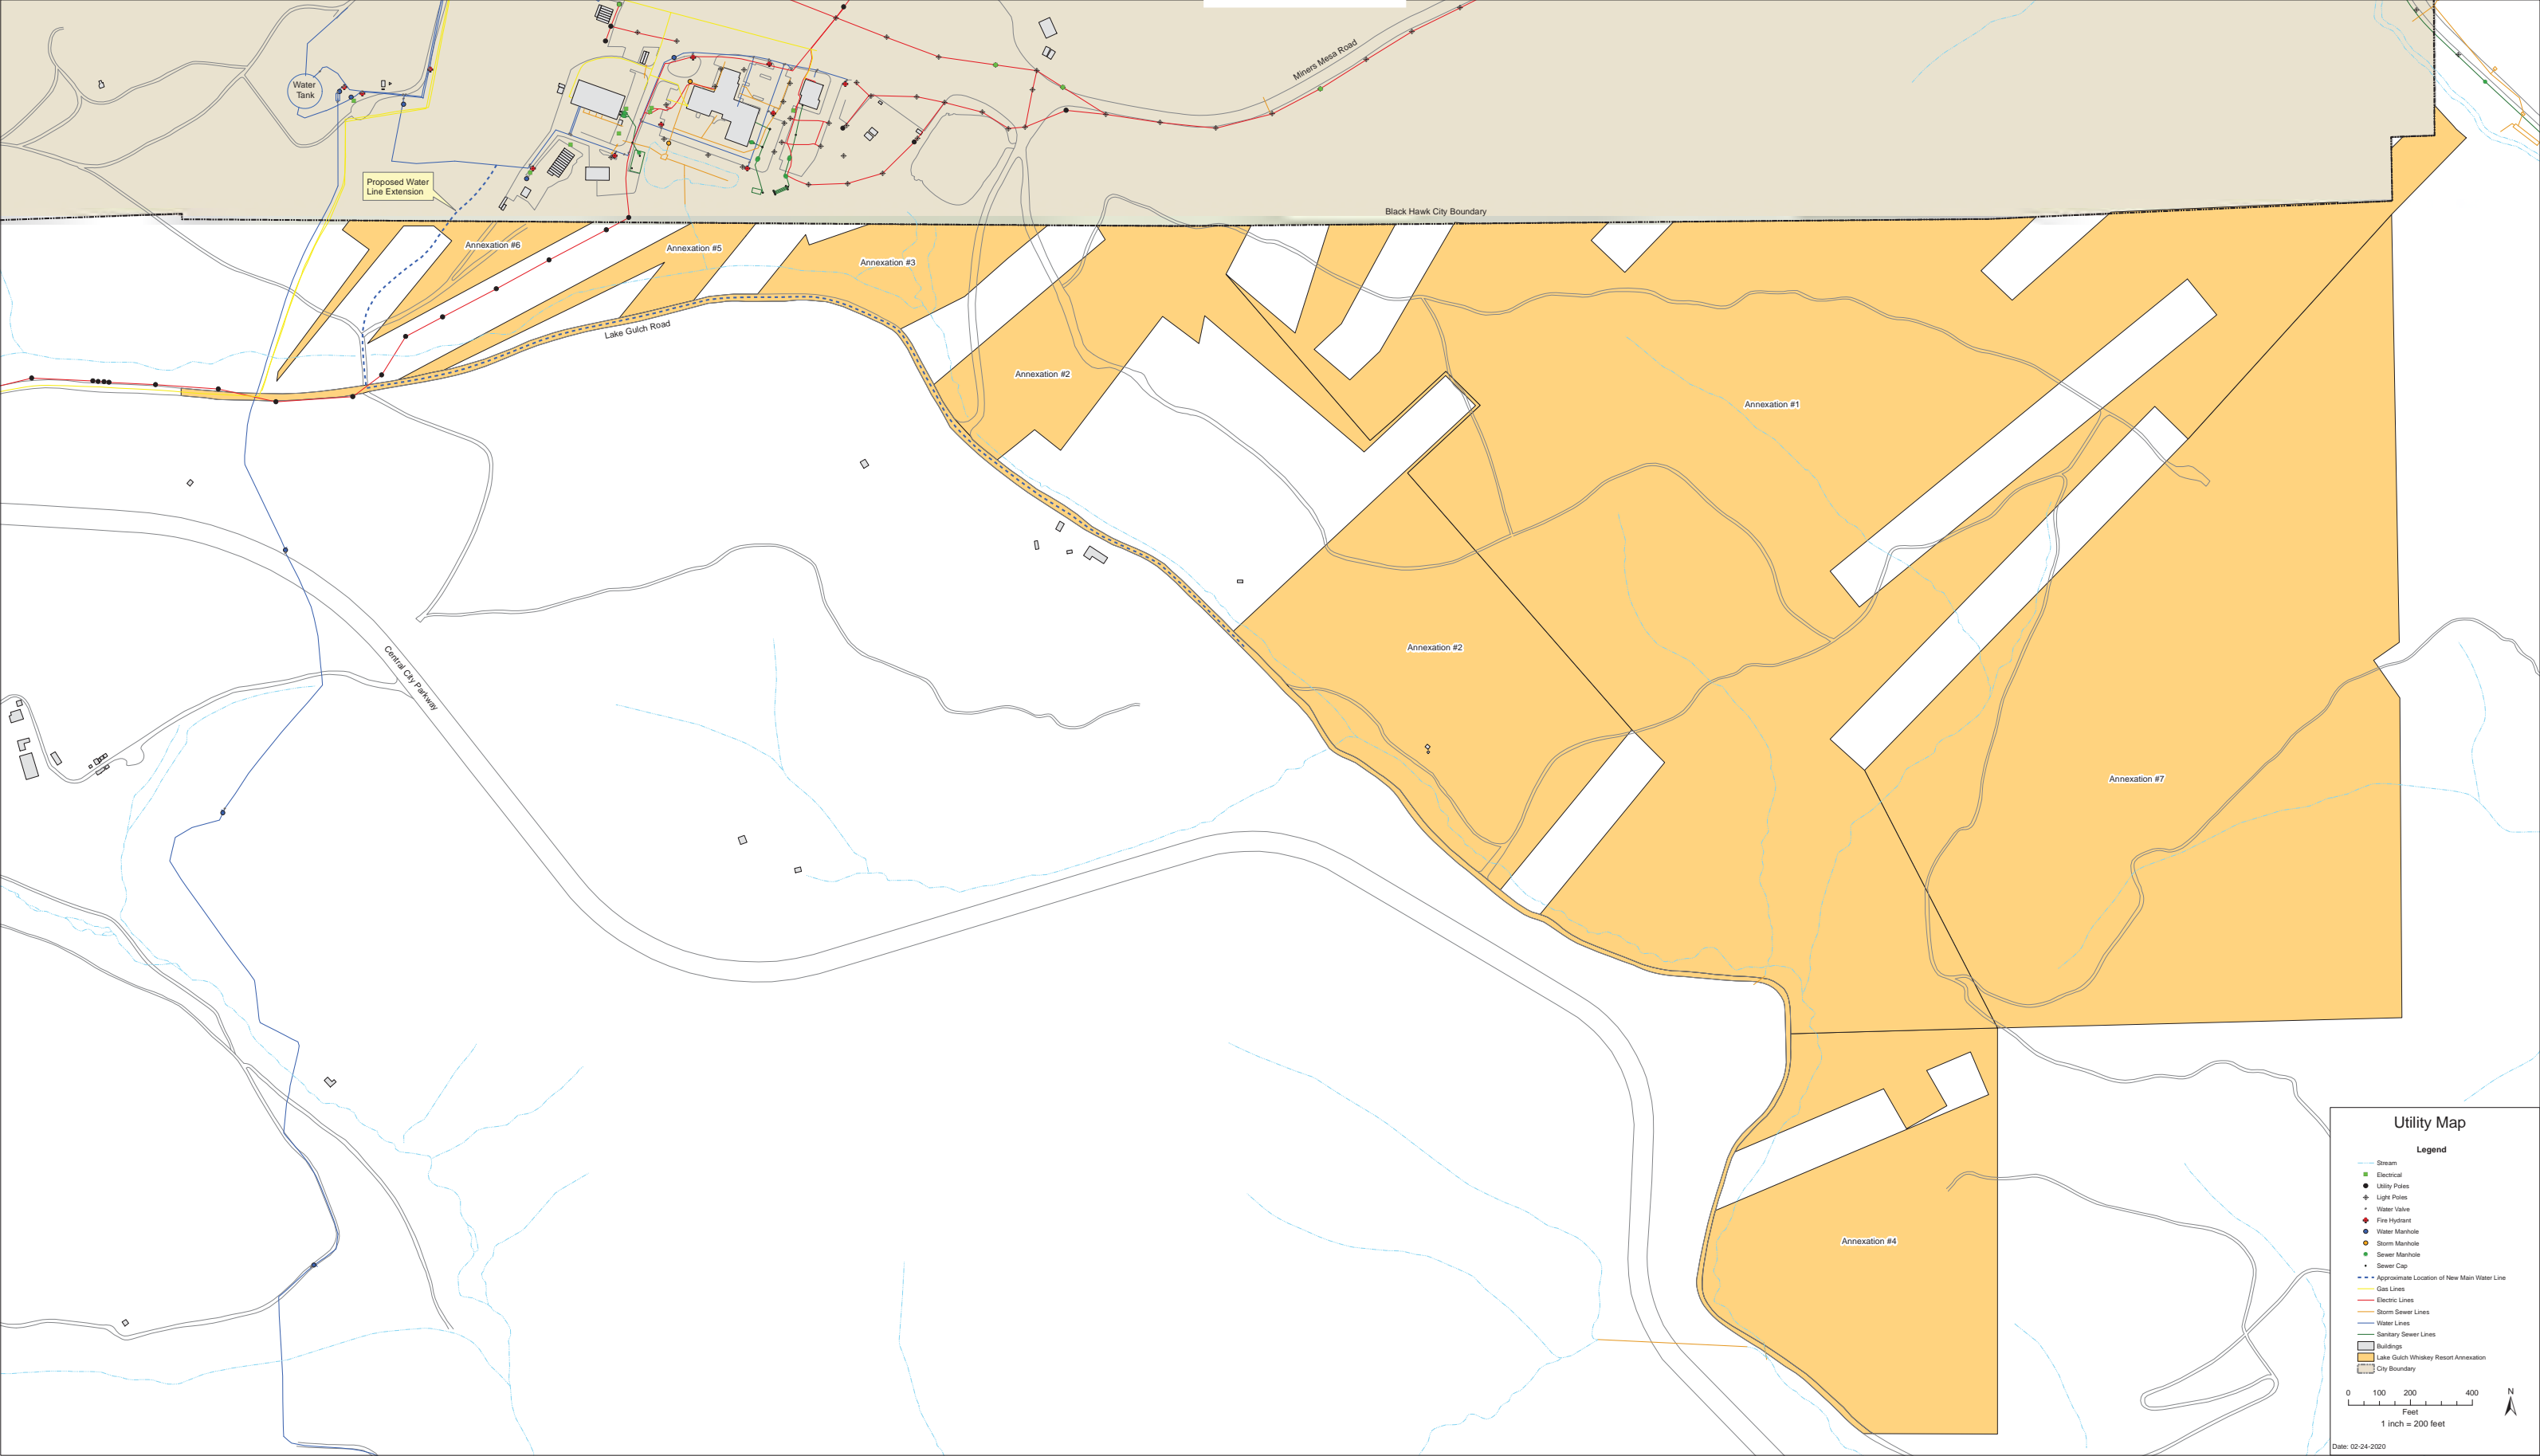 Miners Mesa Road
Water
Tank
Proposed Water
Line Extension
Black Hawk City Boundary
Annexation #6
Annexation #5
Annexation #3
Lake Gulch Road
Annexation #2
Annexation #1
Central City Parkway
Annexation #2
Annexation #7
Annexation #4
Utility Map
Legend
Stream
Electrical
Utility Poles
Light Poles
Water Valve
Fire Hydrant
Water Manhole
Storm Manhole
Sewer Manhole
Sewer Cap
Approximate Location of New Main Water Line
Gas Lines
Electric Lines
Storm Sewer Lines
Water Lines
Sanitary Sewer Lines
Buildings
Lake Gulch Whiskey Resort Annexation
City Boundary
0 100 200 400
Feet
1 inch = 200 feet
N
Date: 02-24-2020